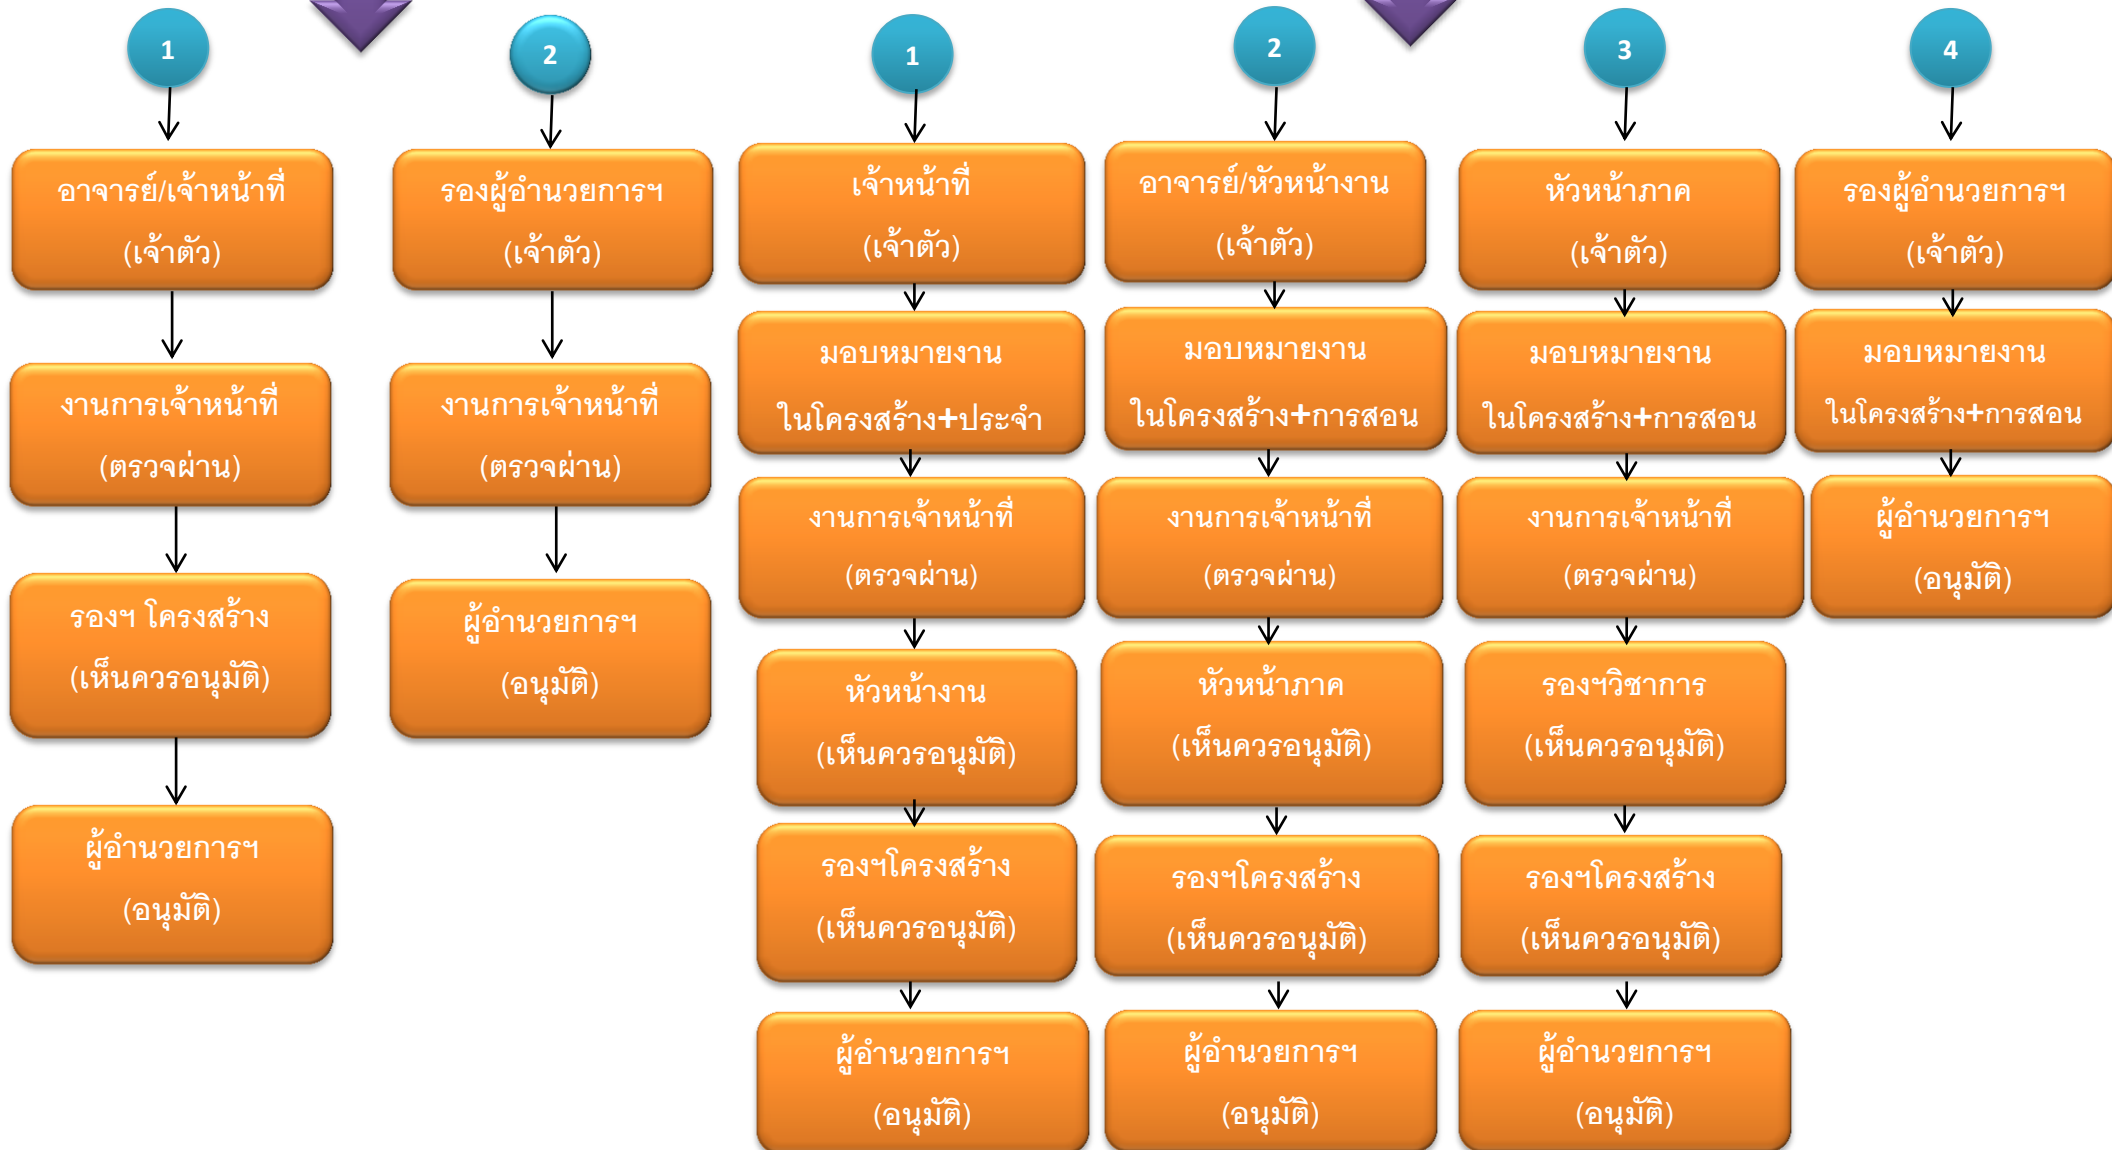 1
อาจารย์/เจ้าหน้าที่
(เจ้าตัว)
งานการเจ้าหน้าที่
(ตรวจผ่าน)
รองฯ โครงสร้าง
(เห็นควรอนุมัติ)
ผู้อำนวยการฯ
(อนุมัติ)
2
รองผู้อำนวยการฯ
(เจ้าตัว)
งานการเจ้าหน้าที่
(ตรวจผ่าน)
ผู้อำนวยการฯ
(อนุมัติ)
1
เจ้าหน้าที่
(เจ้าตัว)
มอบหมายงาน
ในโครงสร้าง+ประจำ
งานการเจ้าหน้าที่
(ตรวจผ่าน)
หัวหน้างาน
(เห็นควรอนุมัติ)
รองฯโครงสร้าง
(เห็นควรอนุมัติ)
ผู้อำนวยการฯ
(อนุมัติ)
2
อาจารย์/หัวหน้างาน
(เจ้าตัว)
มอบหมายงาน
ในโครงสร้าง+การสอน
งานการเจ้าหน้าที่
(ตรวจผ่าน)
หัวหน้าภาค
(เห็นควรอนุมัติ)
รองฯโครงสร้าง
(เห็นควรอนุมัติ)
ผู้อำนวยการฯ
(อนุมัติ)
3
หัวหน้าภาค
(เจ้าตัว)
มอบหมายงาน
ในโครงสร้าง+การสอน
งานการเจ้าหน้าที่
(ตรวจผ่าน)
รองฯวิชาการ
(เห็นควรอนุมัติ)
รองฯโครงสร้าง
(เห็นควรอนุมัติ)
ผู้อำนวยการฯ
(อนุมัติ)
4
รองผู้อำนวยการฯ
(เจ้าตัว)
มอบหมายงาน
ในโครงสร้าง+การสอน
ผู้อำนวยการฯ
(อนุมัติ)